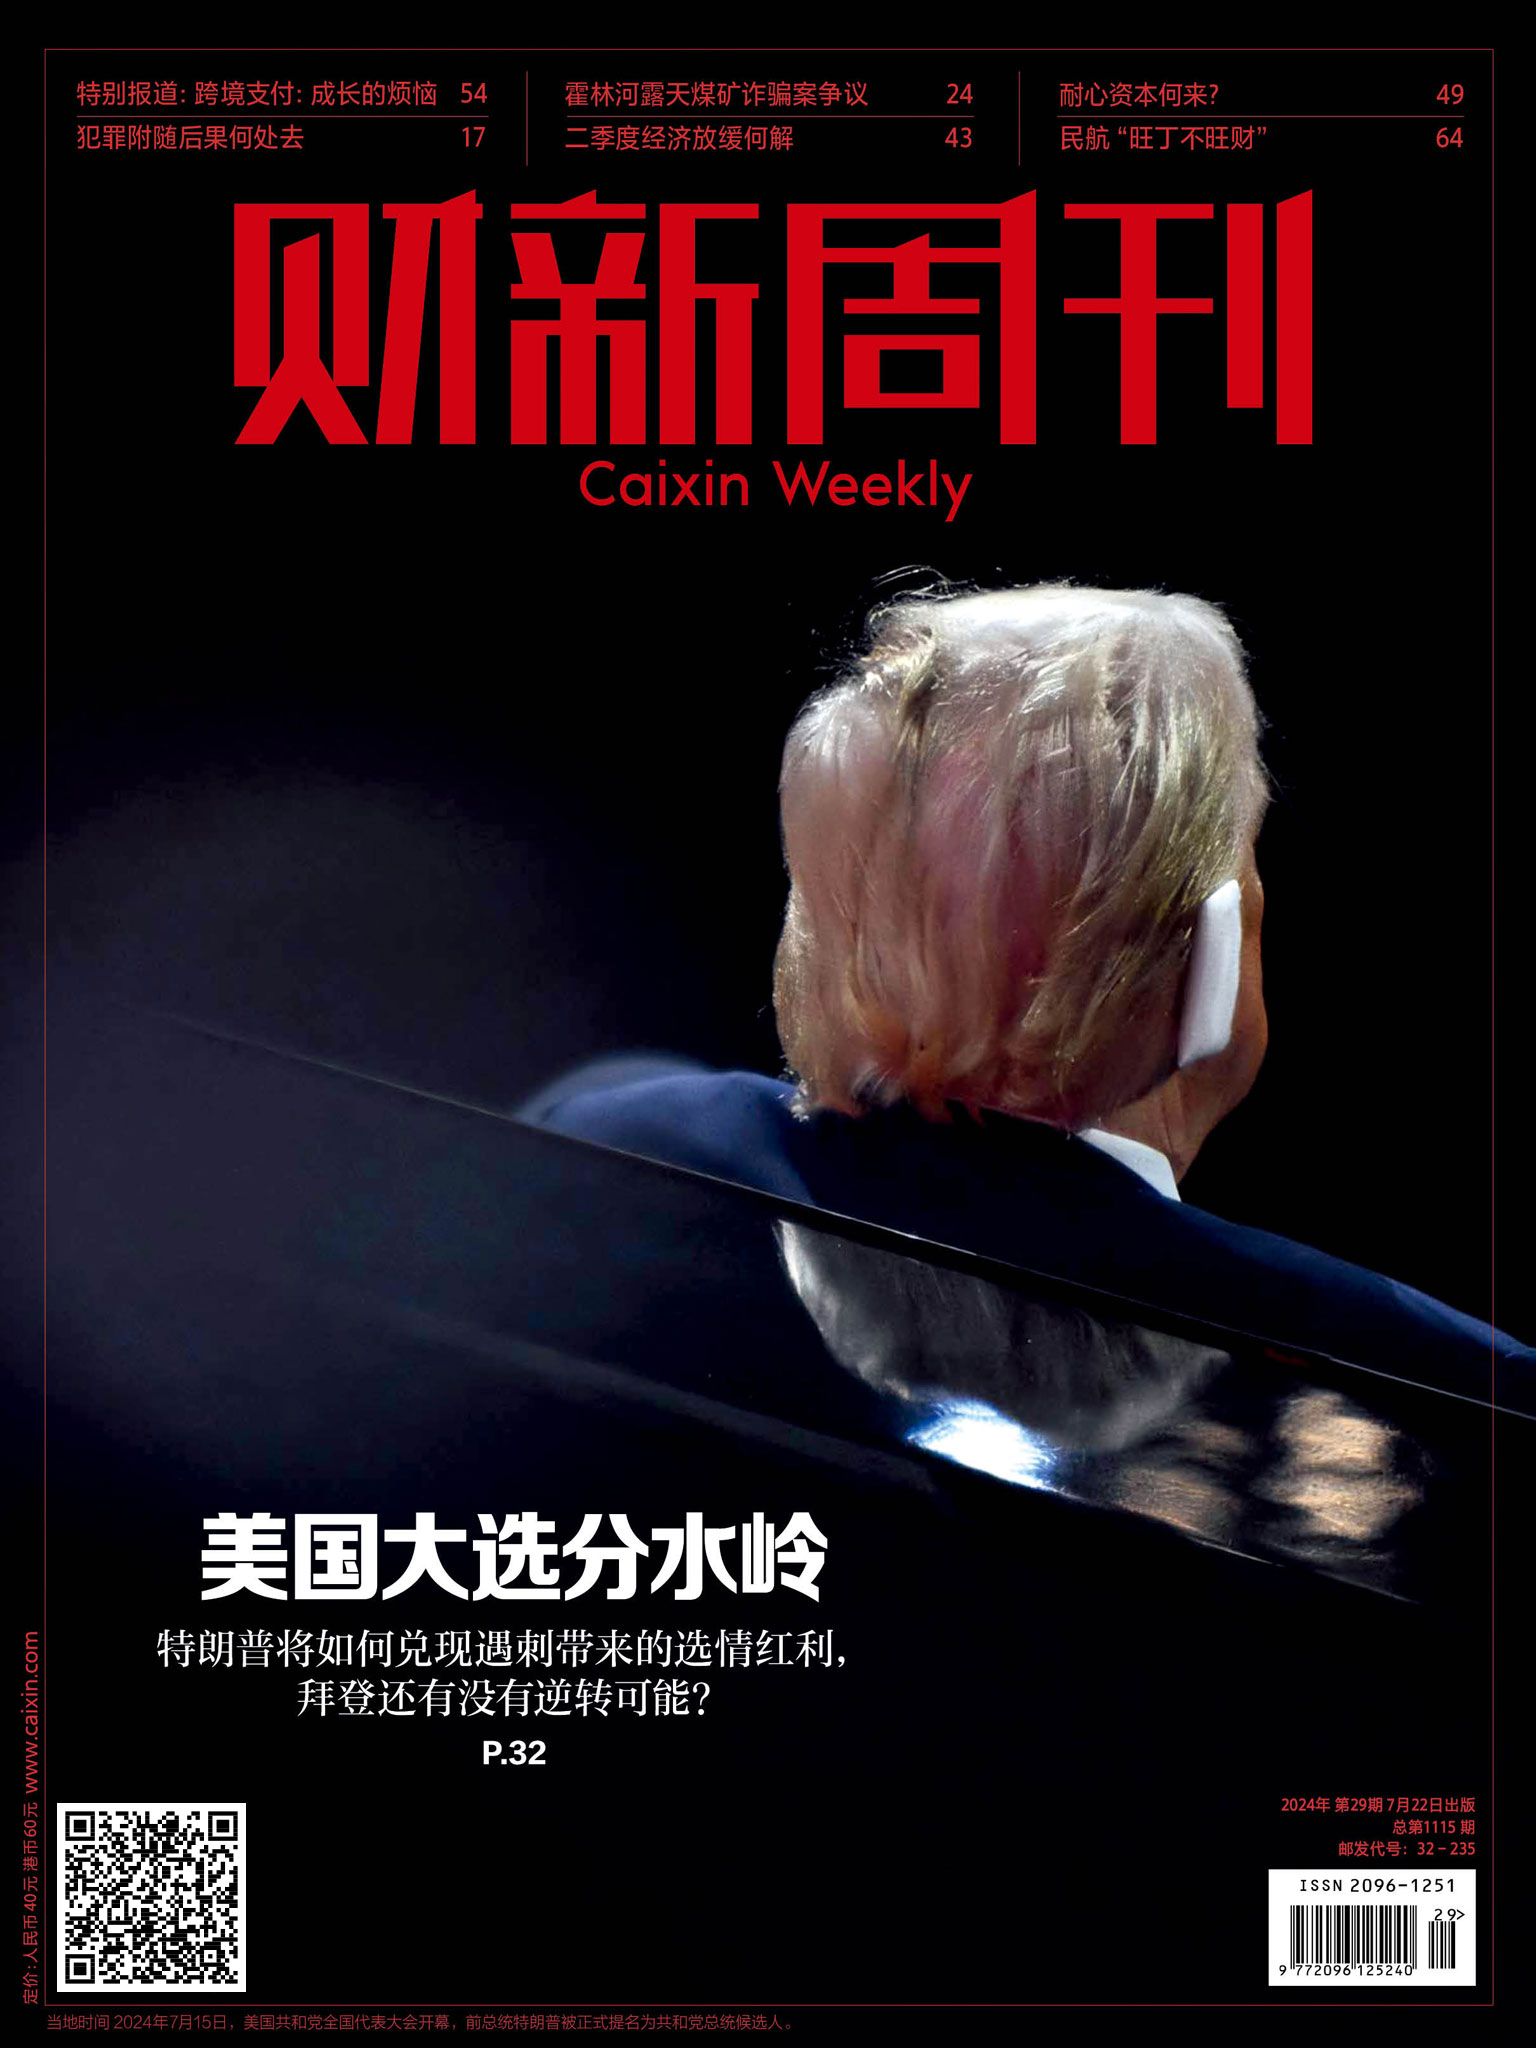 特别报道：跨境支付：成长的烦恼 54
犯罪附随后果何处去 17
霍林河露天煤矿诈骗案争议 24
二季度经济放缓何解 43
耐心资本何来？ 49
民航“旺丁不旺财” 64
财新周刊
Caixin Weekly
美国大选分水岭
特朗普将如何兑现遇刺带来的选情红利，
拜登还有没有逆转可能？
P.32
定价：人民币40元 港币60元 www.caixin.com
2024年 第29期 7月22日出版
总第1115 期
邮发代号：32-235
ISSN 2096-1251
29>
9 772096 125240
当地时间 2024年7月15日，美国共和党全国代表大会开幕，前总统特朗普被正式提名为共和党总统候选人。